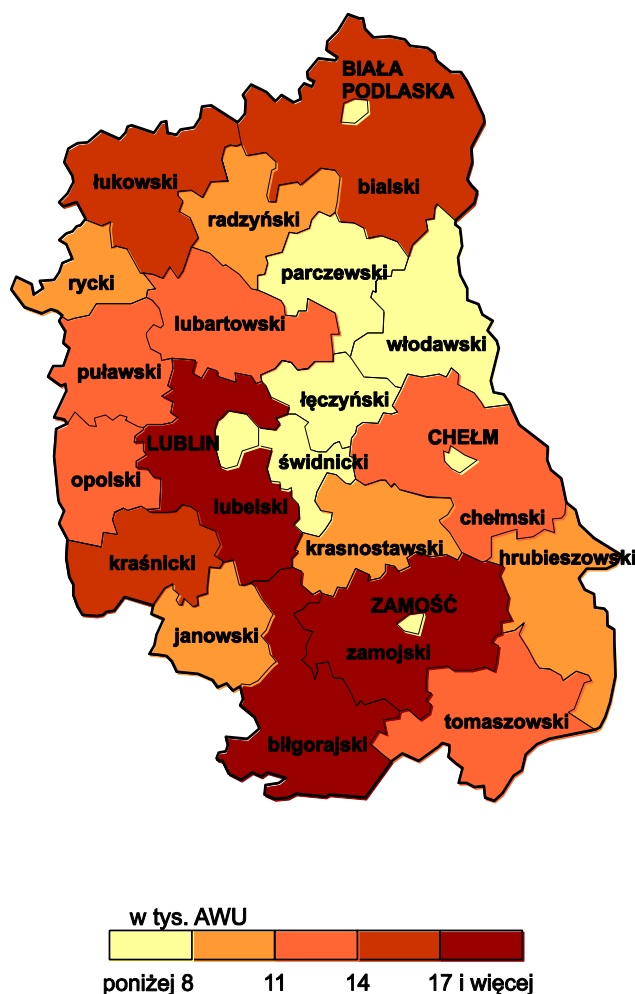 BIAŁA
PODLASKA
łukowski
bialski
radzyński
parczewski
rycki
lubartowski
włodawski
puławski
łęczyński
LUBLIN
CHEŁM
świdnicki
opolski
lubelski
chełmski
krasnostawski
hrubieszowski
kraśnicki
ZAMOŚĆ
janowski
zamojski
tomaszowski
biłgorajski
w tys. AWU
poniżej 8 11 14 17 i więcej